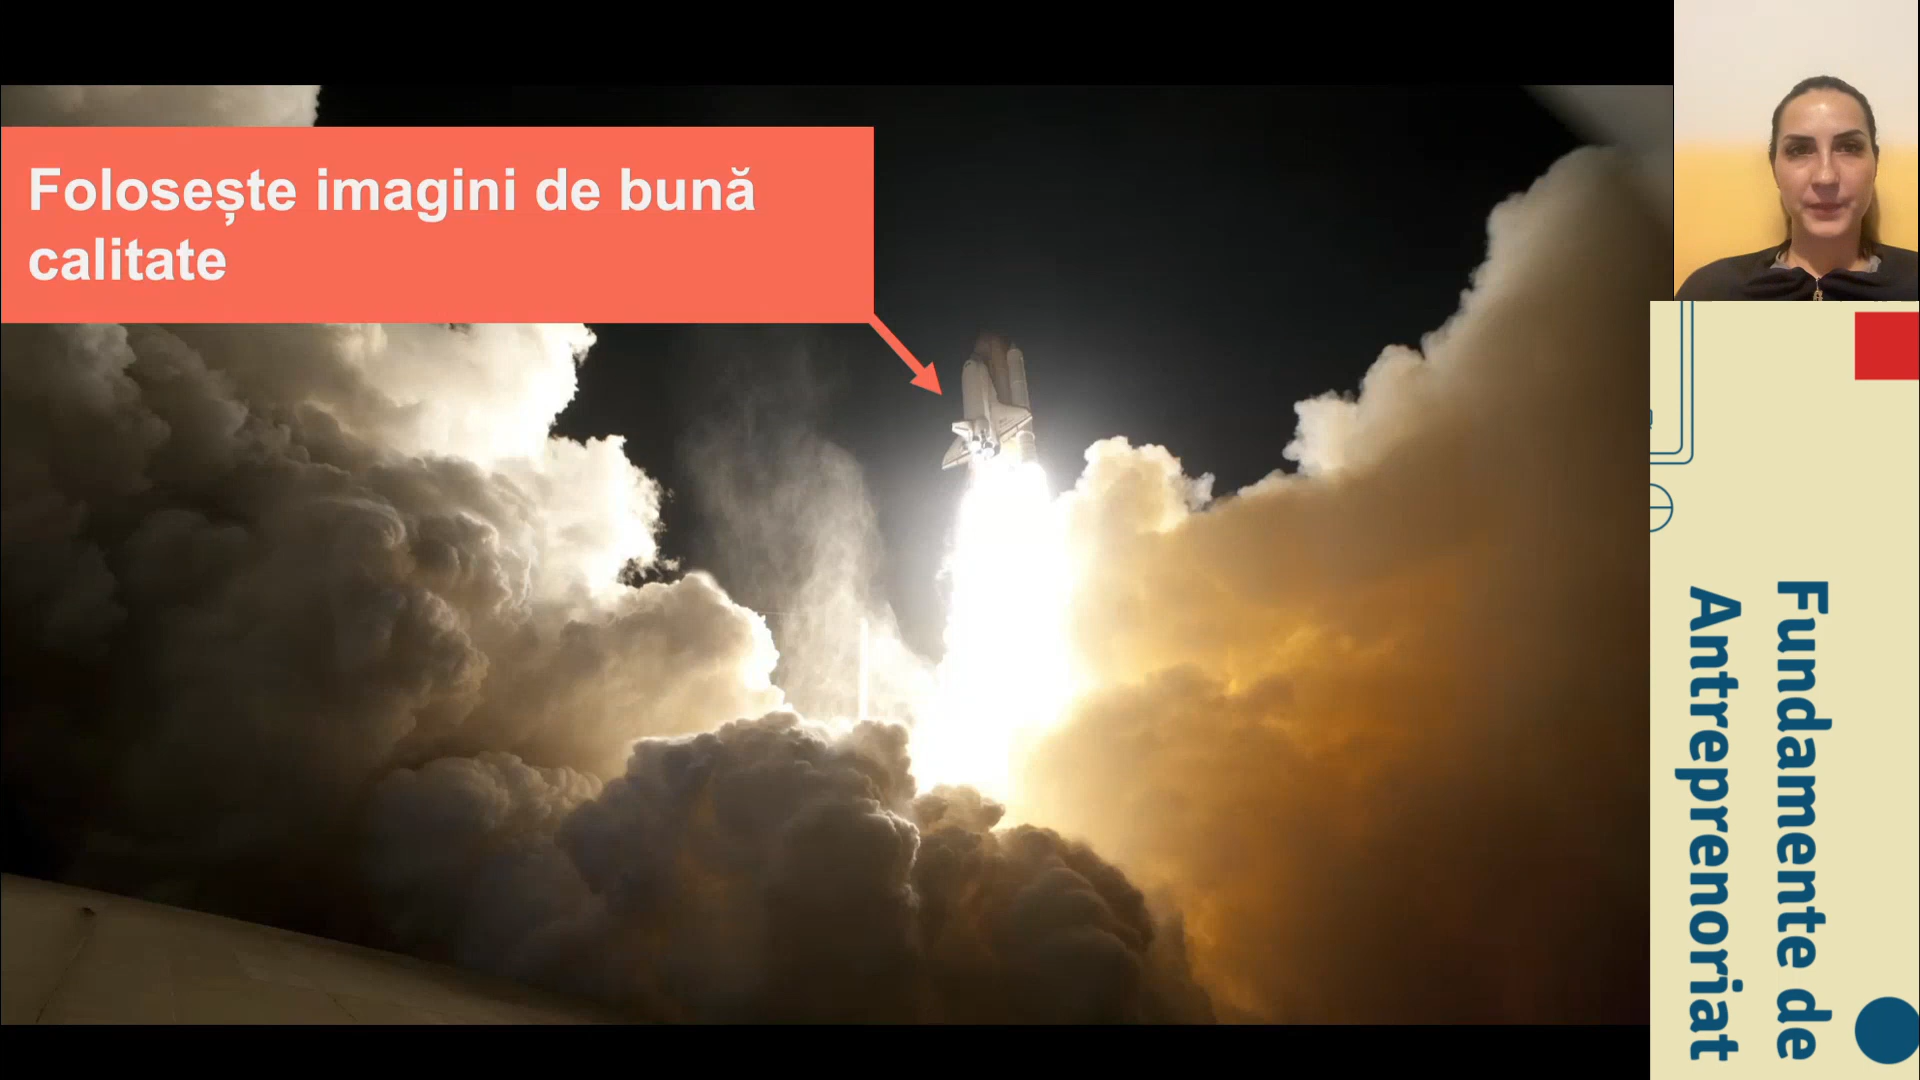 Folosește imagini de bună
calitate
Fundamente de
Antreprenoriat